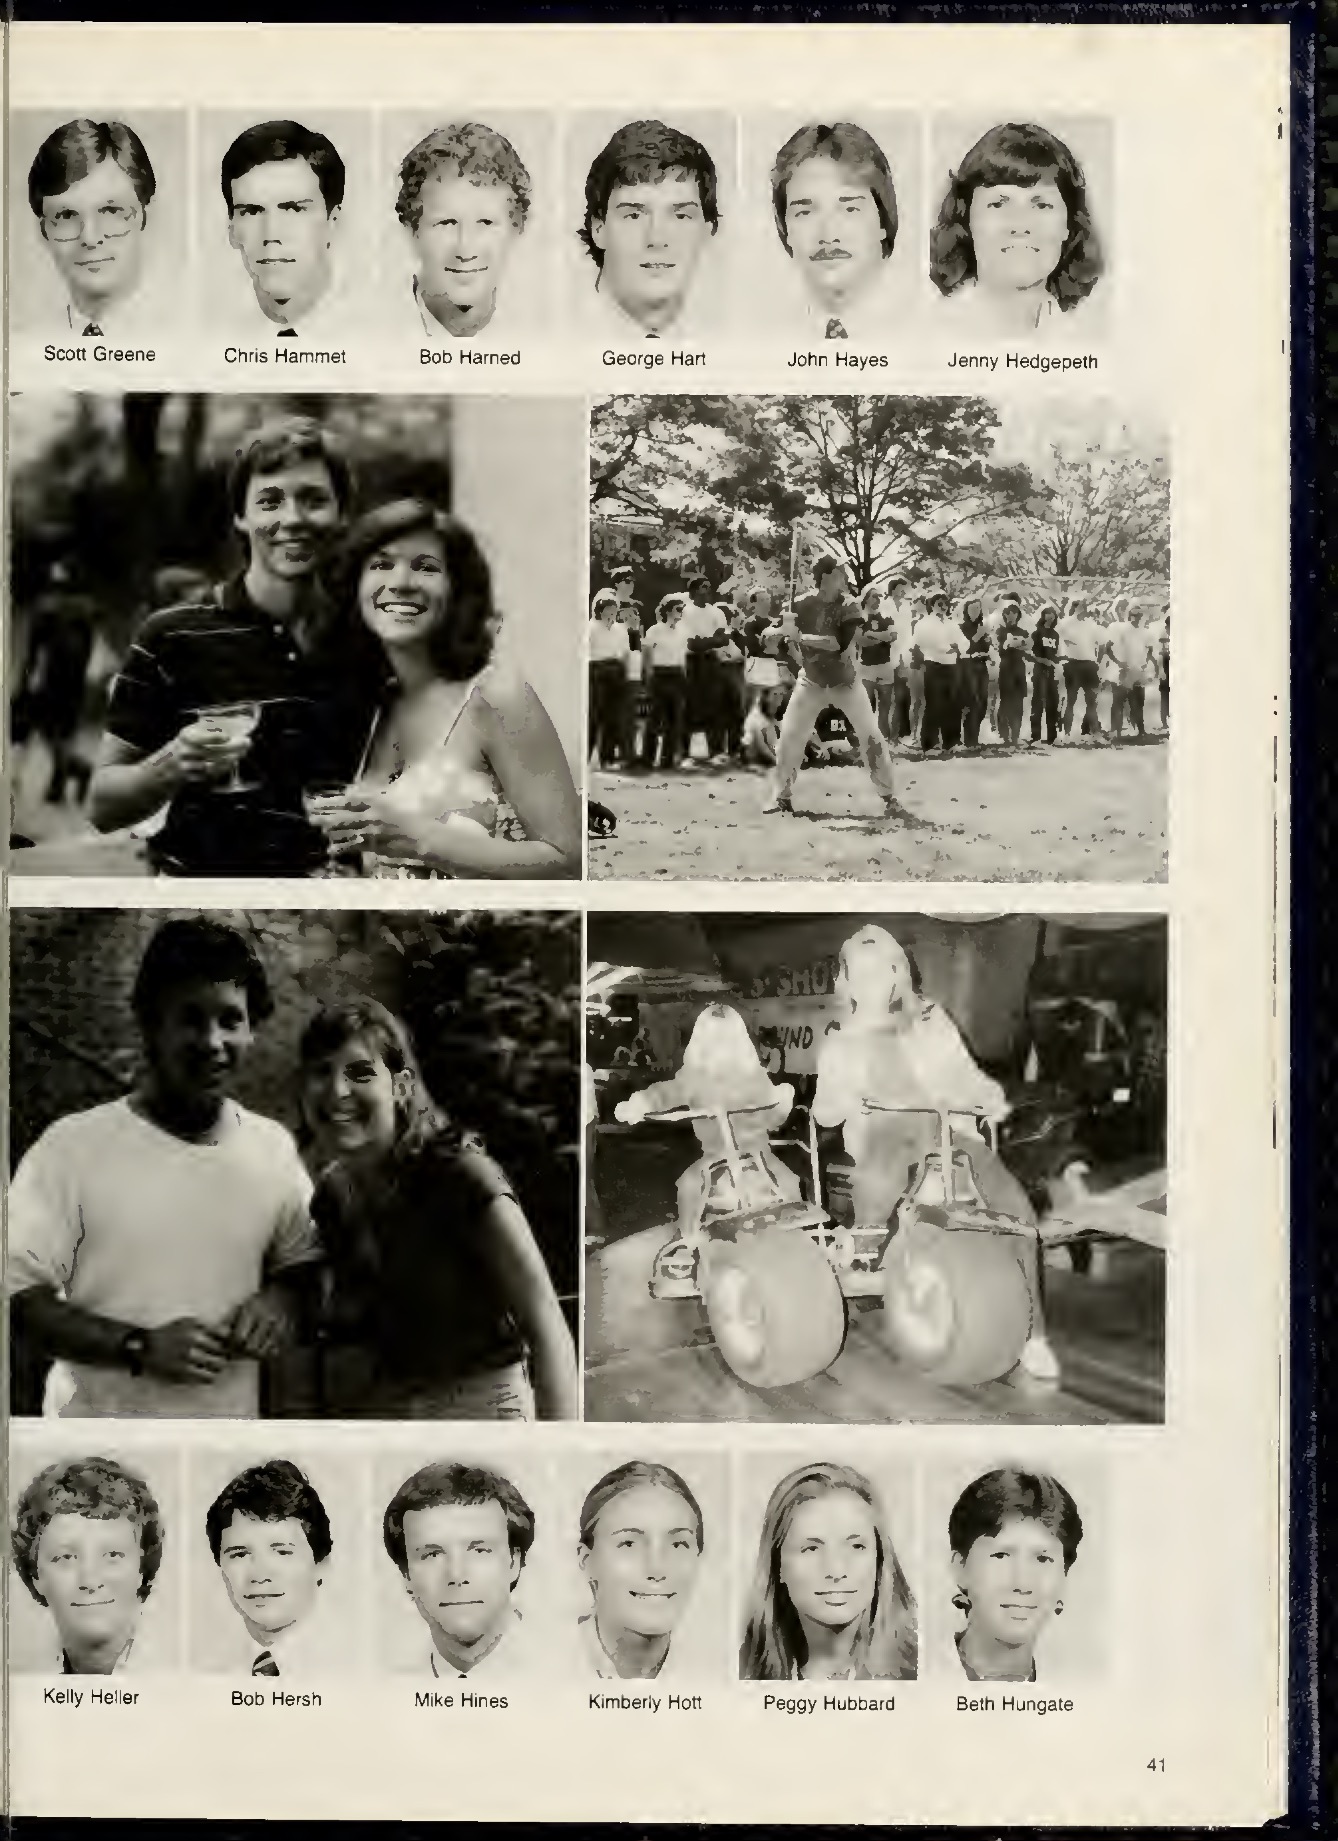 Scott Greene
Chris Hammet
Bob Harned
George Hart
John Hayes
Jenny Hedgepeth
Kelly Heller
Bob Hersh
Mike Hines
Kimberly Hott
Peggy Hubbard
Beth Hungate
41